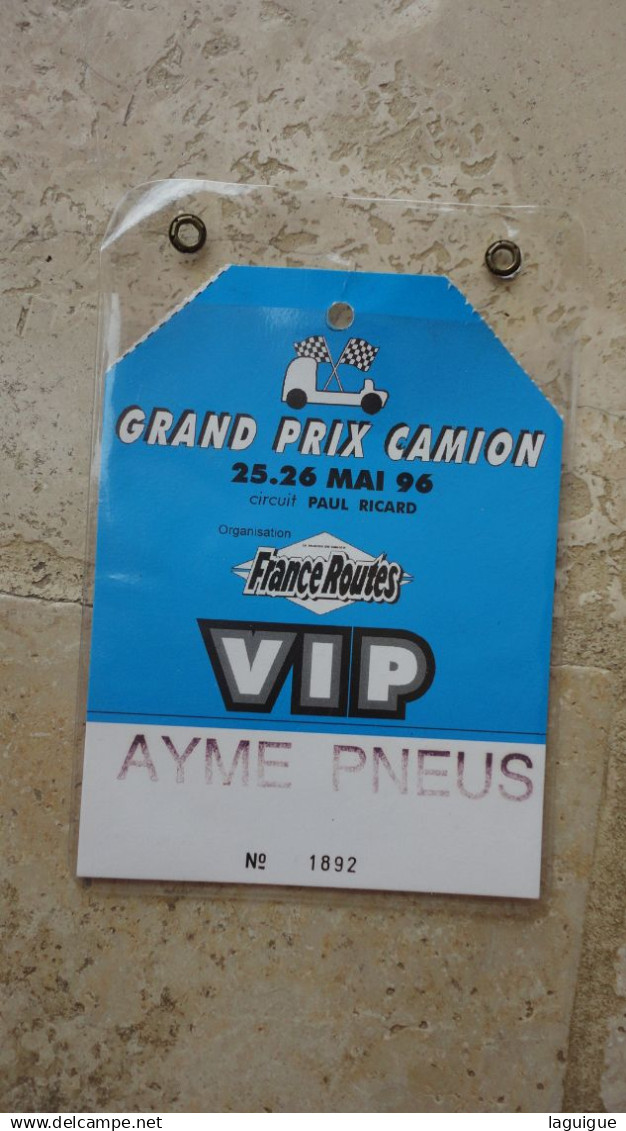 GRAND PRIX CAMION
25.26 MAI 96
circuit PAUL RICARD
Organisation
France Routes
VIP
AYME PNEUS
Nº 1892
www.delcampe.net
laguigue